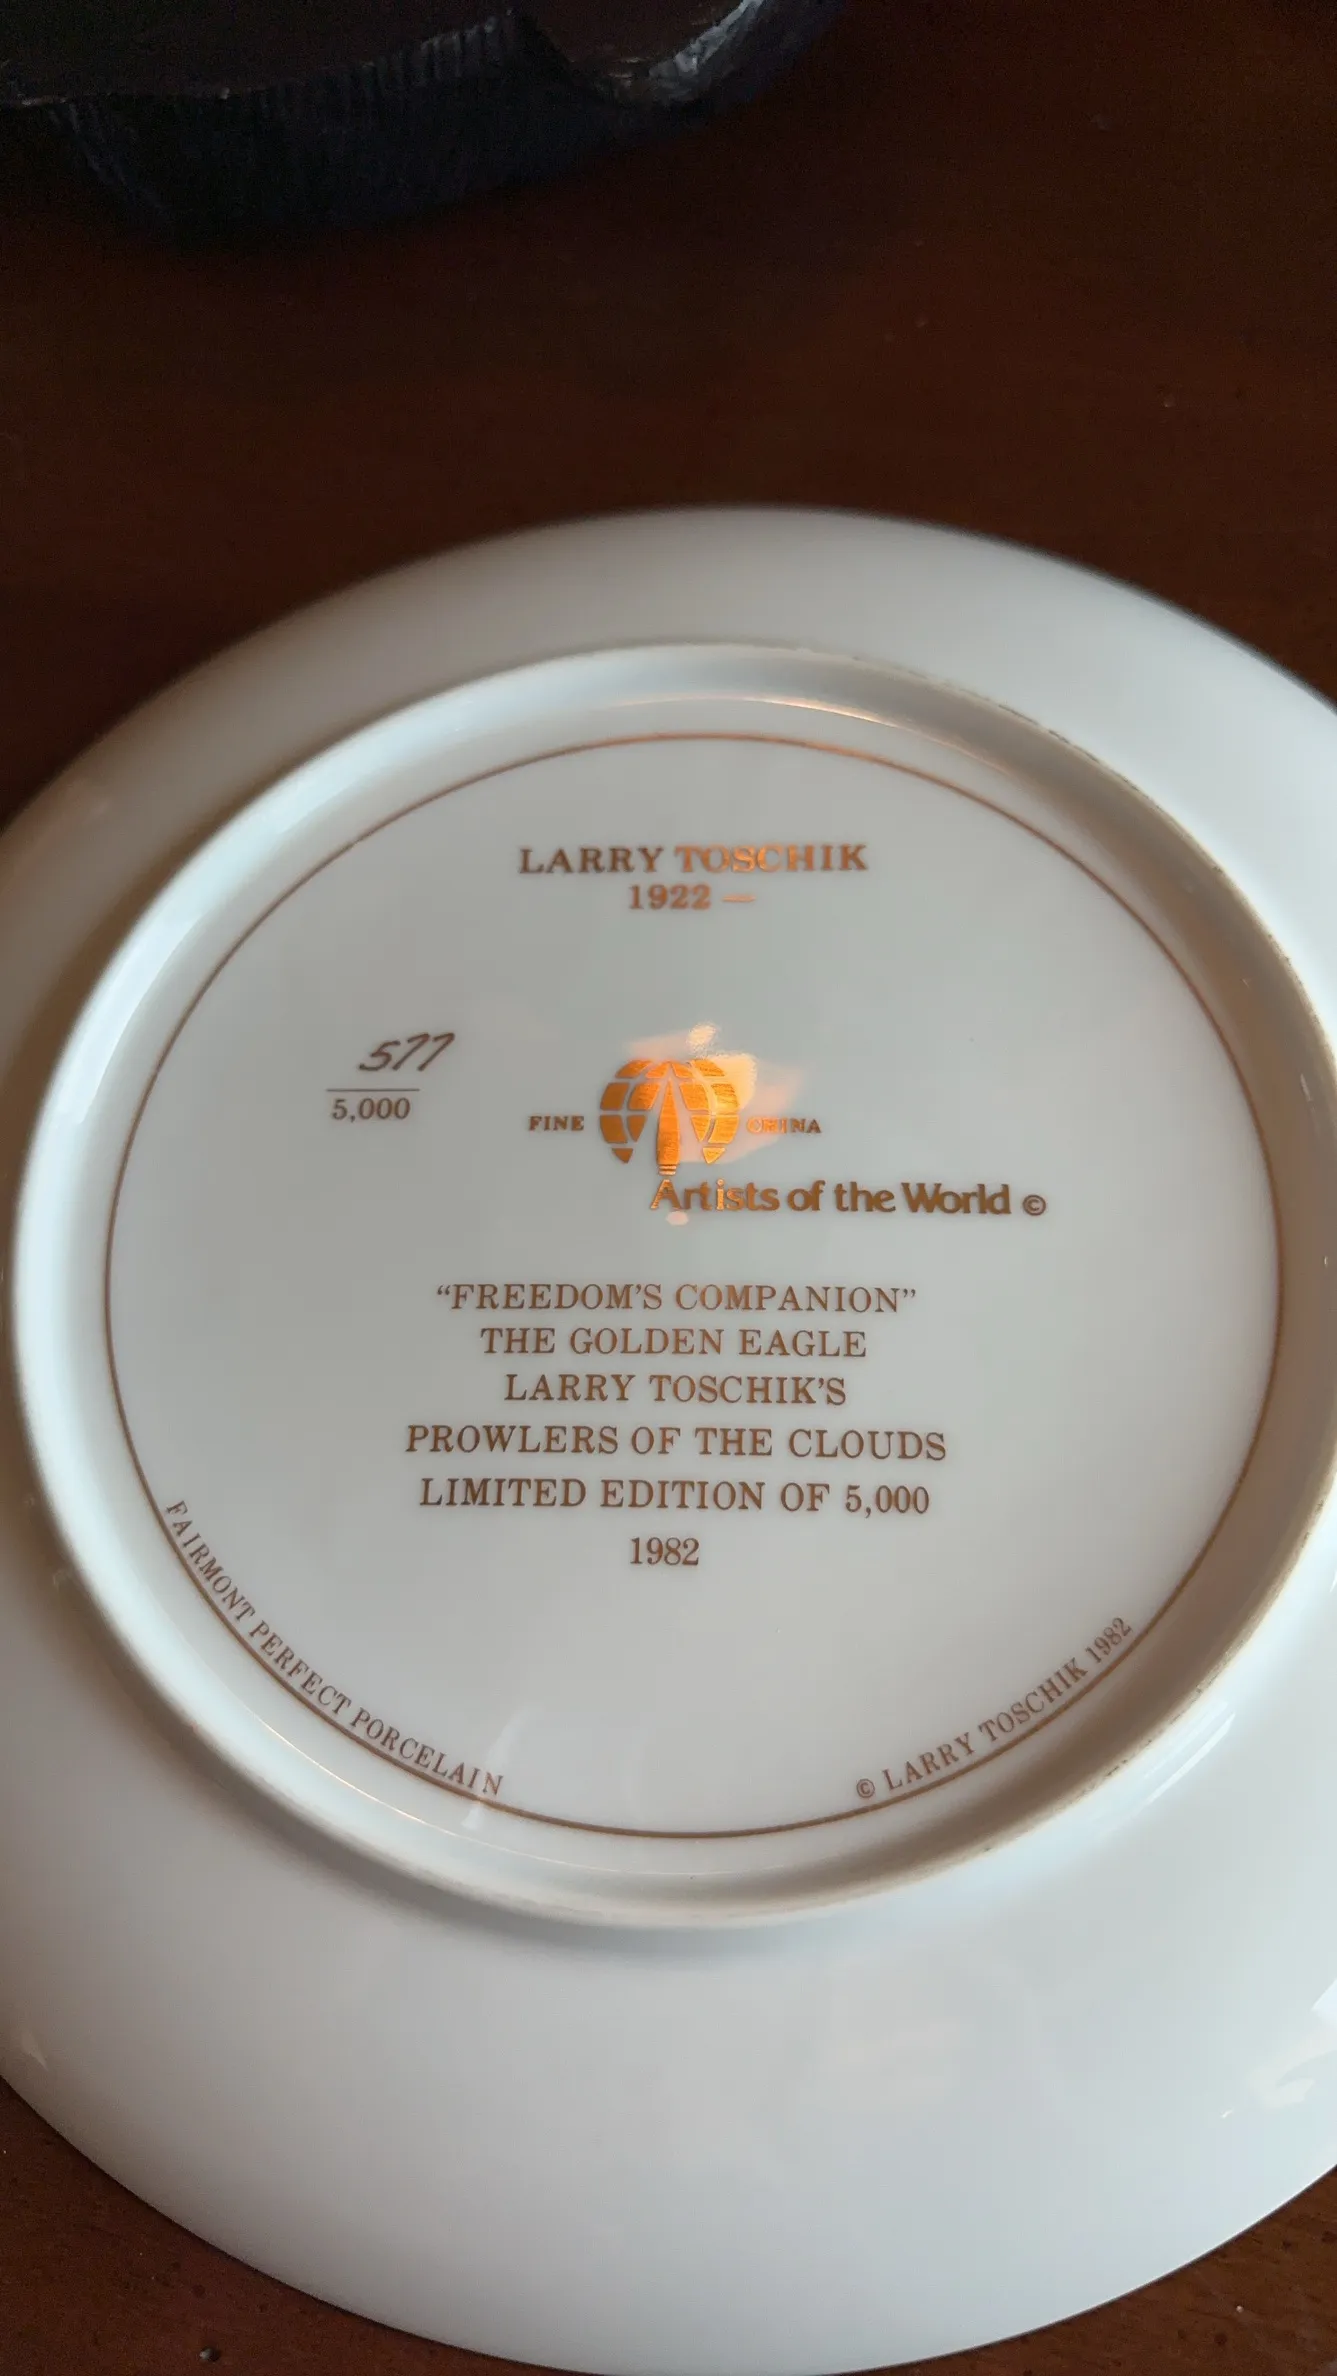 LARRY TOSCHIK
1922 —
577
5,000
FINE CHINA
Artists of the World ©
“FREEDOM’S COMPANION”
THE GOLDEN EAGLE
LARRY TOSCHIK’S
PROWLERS OF THE CLOUDS
LIMITED EDITION OF 5,000
1982
FAIRMONT PERFECT PORCELAIN
© LARRY TOSCHIK 1982